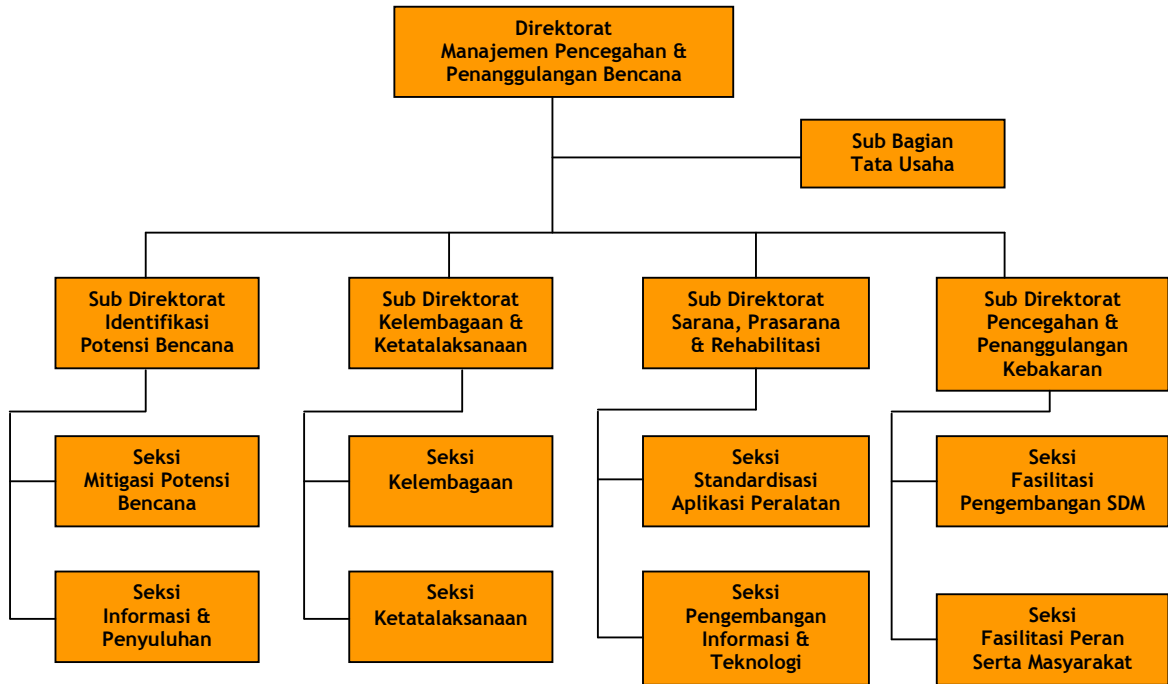 Direktorat
Manajemen Pencegahan &
Penanggulangan Bencana
Sub Bagian
Tata Usaha
Sub Direktorat
Identifikasi
Potensi Bencana
Sub Direktorat
Kelembagaan &
Ketatalaksanaan
Sub Direktorat
Sarana, Prasarana
& Rehabilitasi
Sub Direktorat
Pencegahan &
Penanggulangan
Kebakaran
Seksi
Mitigasi Potensi
Bencana
Seksi
Kelembagaan
Seksi
Standardisasi
Aplikasi Peralatan
Seksi
Fasilitasi
Pengembangan SDM
Seksi
Informasi &
Penyuluhan
Seksi
Ketatalaksanaan
Seksi
Pengembangan
Informasi &
Teknologi
Seksi
Fasilitasi Peran
Serta Masyarakat